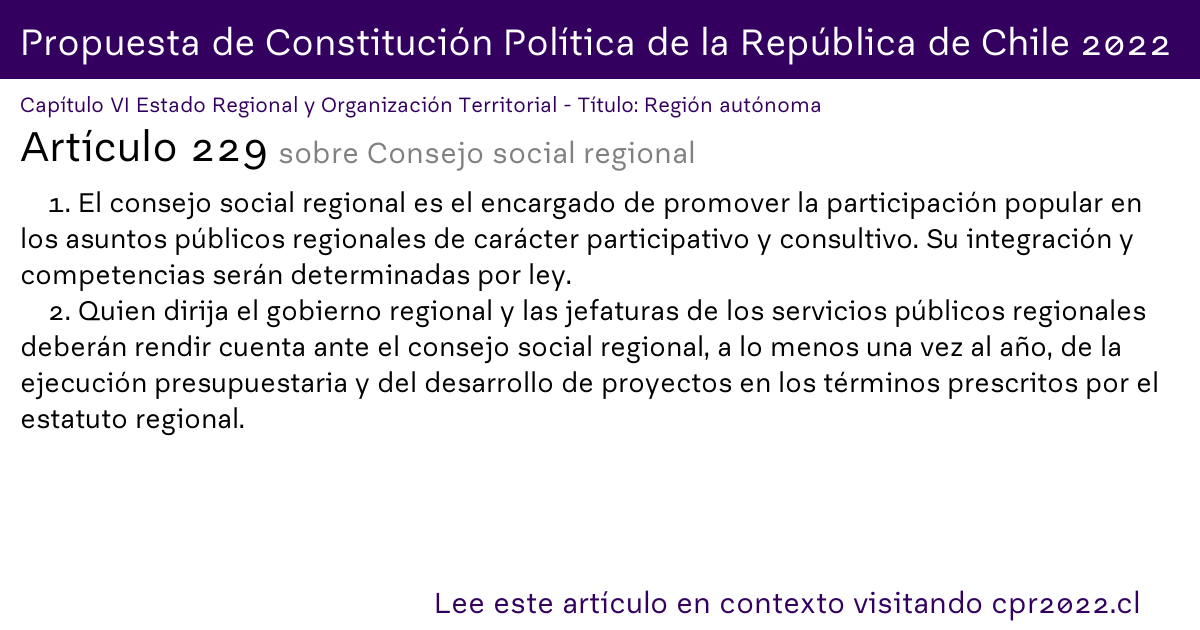 Propuesta de Constitución Política de la República de Chile 2022
Capítulo VI Estado Regional y Organización Territorial - Título: Región autónoma
Artículo 229 sobre Consejo social regional
1. El consejo social regional es el encargado de promover la participación popular en
los asuntos públicos regionales de carácter participativo y consultivo. Su integración y
competencias serán determinadas por ley.
2. Quien dirija el gobierno regional y las jefaturas de los servicios públicos regionales
deberán rendir cuenta ante el consejo social regional, a lo menos una vez al año, de la
ejecución presupuestaria y del desarrollo de proyectos en los términos prescritos por el
estatuto regional.
Lee este artículo en contexto visitando cpr2022.cl